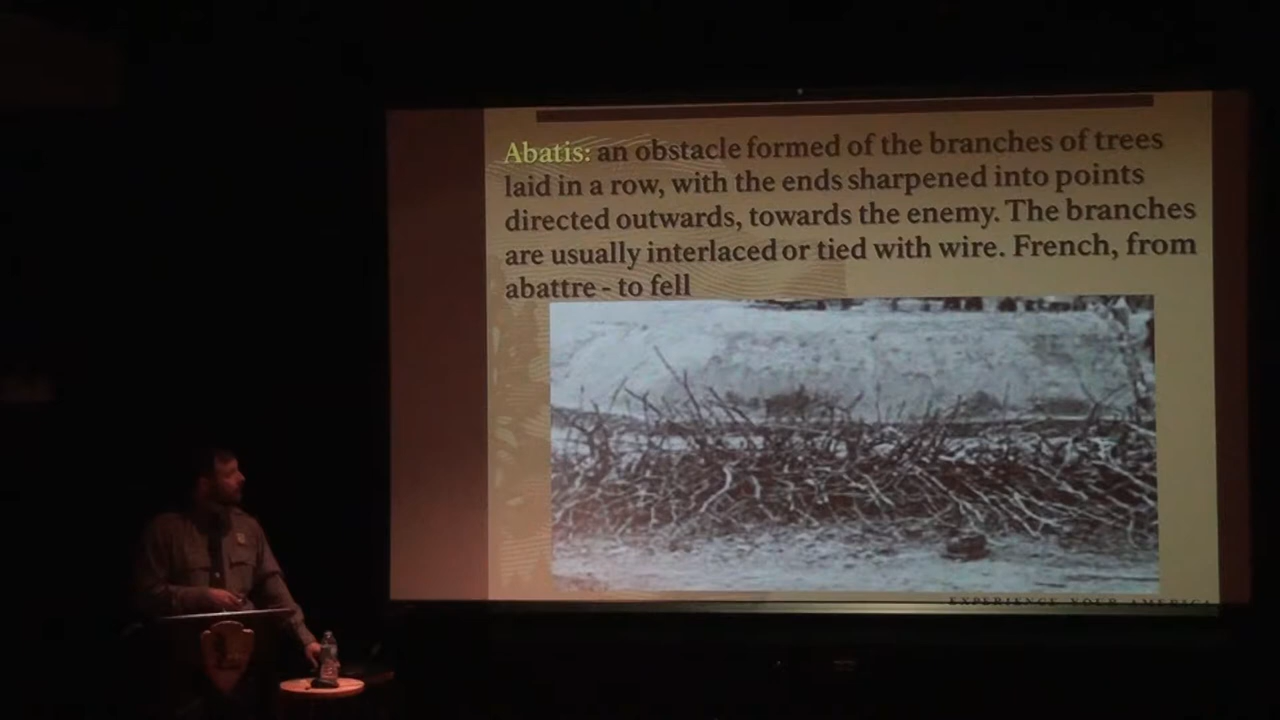 Abatis: an obstacle formed of the branches of trees
laid in a row, with the ends sharpened into points
directed outwards, towards the enemy. The branches
are usually interlaced or tied with wire. French, from
abattre - to fell
EXPERIENCE YOUR AMERICA